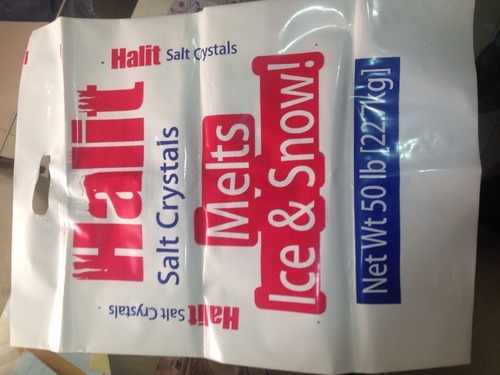 Halit Salt Crystals
Halit
Salt Crystals
Melts
Ice & Snow!
Net Wt 50 lb [22.7kg]
Halit Salt Crystals